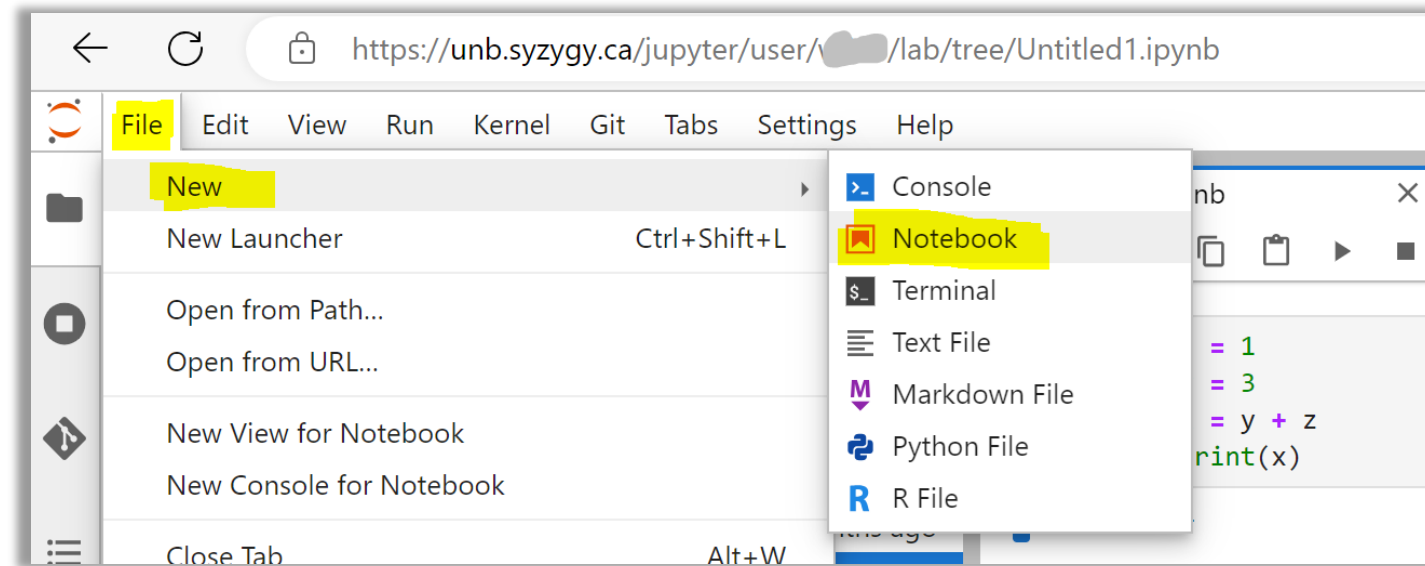 https://unb.syzygy.ca/jupyter/user/ /lab/tree/Untitled1.ipynb
File Edit View Run Kernel Git Tabs Settings Help
New
New Launcher Ctrl+Shift+L
Open from Path...
Open from URL...
New View for Notebook
New Console for Notebook
Close Tab Alt+W
Console
Notebook
$_ Terminal
Text File
M Markdown File
Python File
R R File
nb
= 1
= 3
= y + z
rint(x)